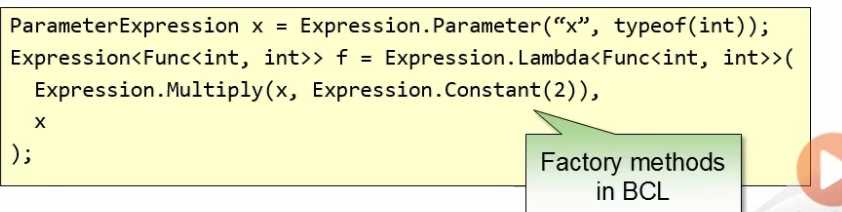 ParameterExpression x = Expression.Parameter(“x”, typeof(int));
Expression<Func<int, int>> f = Expression.Lambda<Func<int, int>>(
  Expression.Multiply(x, Expression.Constant(2)),
  x
);
Factory methods
in BCL